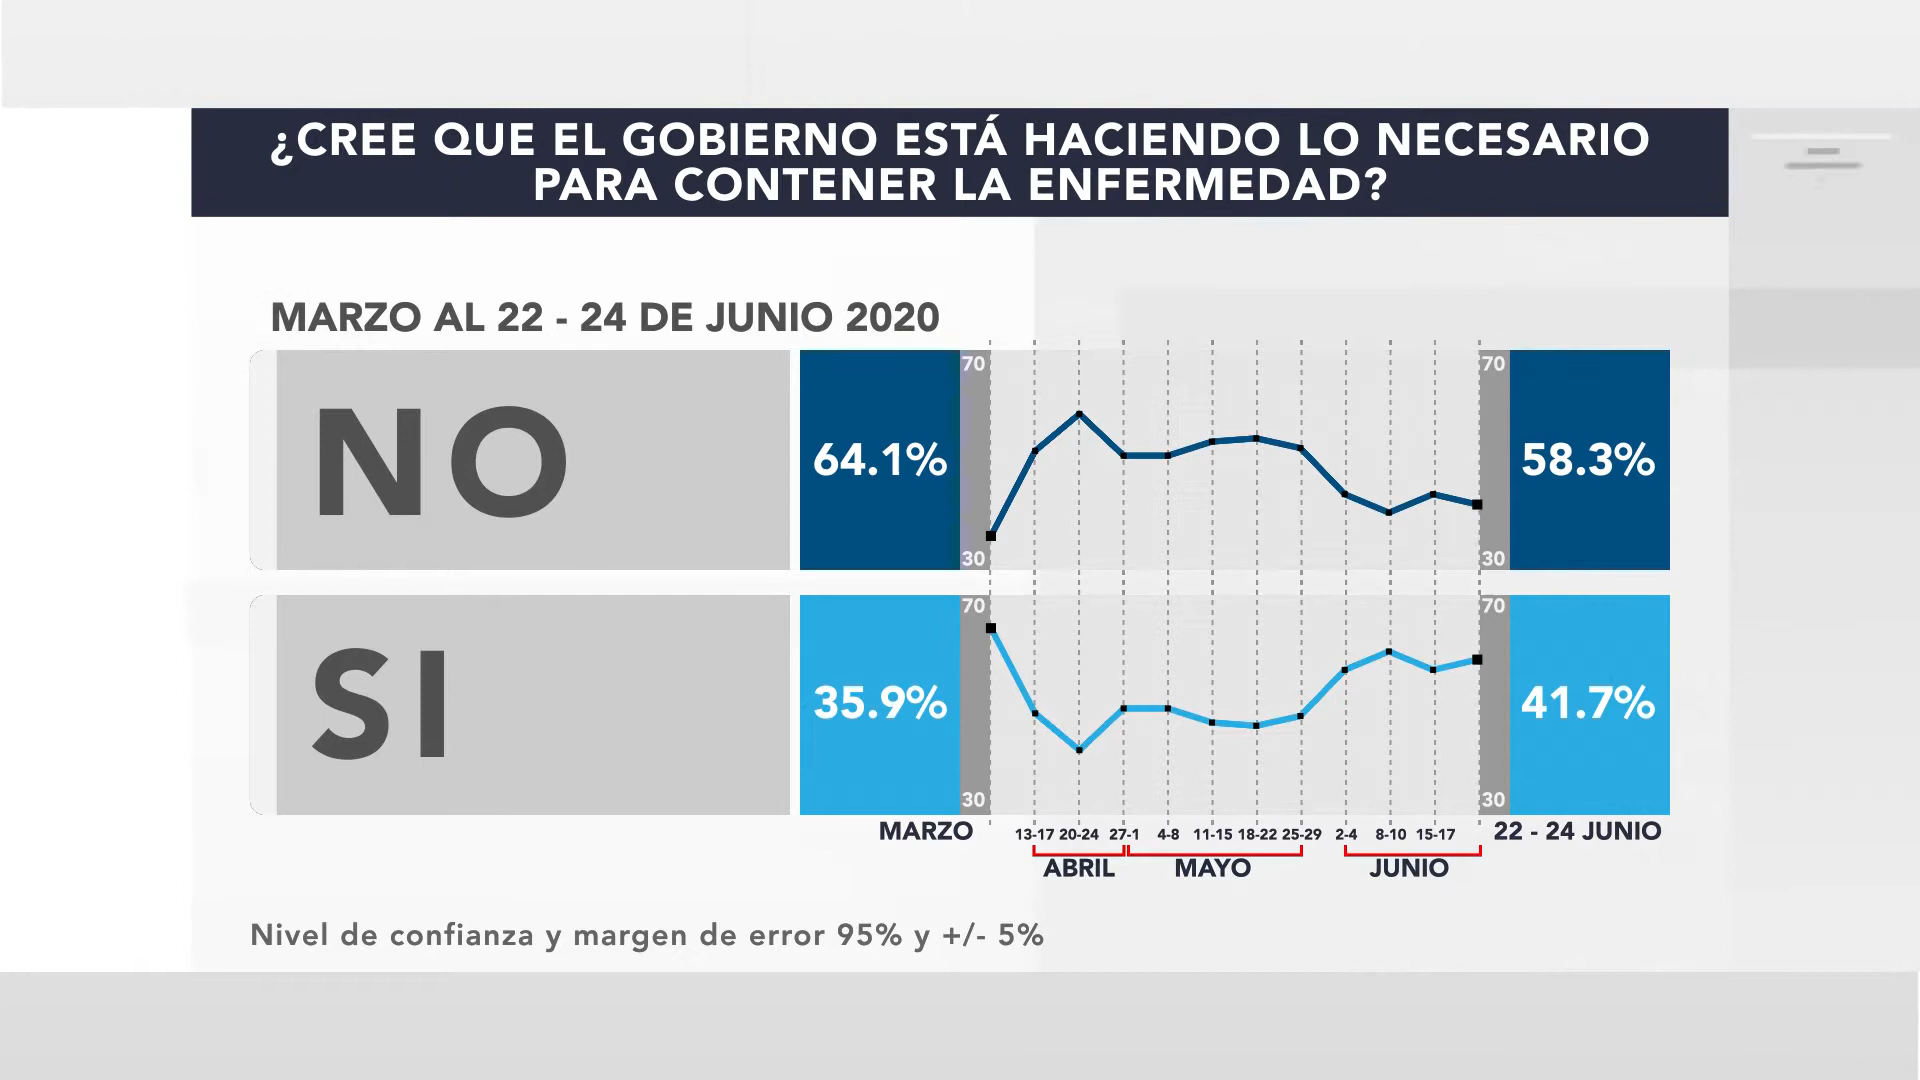 ¿CREE QUE EL GOBIERNO ESTÁ HACIENDO LO NECESARIO
PARA CONTENER LA ENFERMEDAD?
MARZO AL 22 - 24 DE JUNIO 2020
NO
64.1%
70
30
70
30
58.3%
SI
35.9%
70
30
70
30
41.7%
MARZO
13-17 20-24 27-1 4-8 11-15 18-22 25-29 2-4 8-10 15-17
22 - 24 JUNIO
ABRIL
MAYO
JUNIO
Nivel de confianza y margen de error 95% y +/- 5%